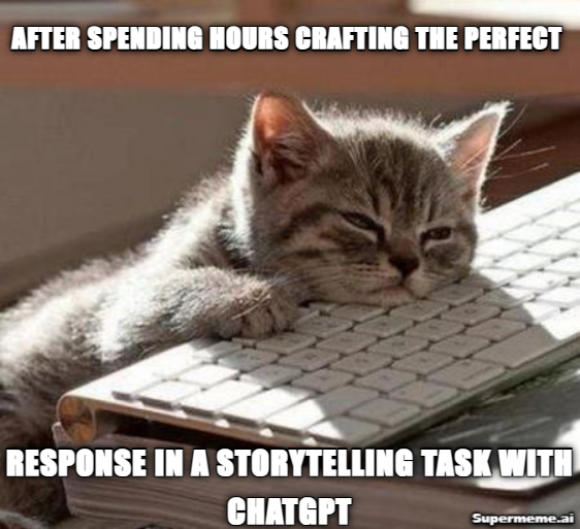 AFTER SPENDING HOURS CRAFTING THE PERFECT
RESPONSE IN A STORYTELLING TASK WITH
CHATGPT
Supermeme.ai